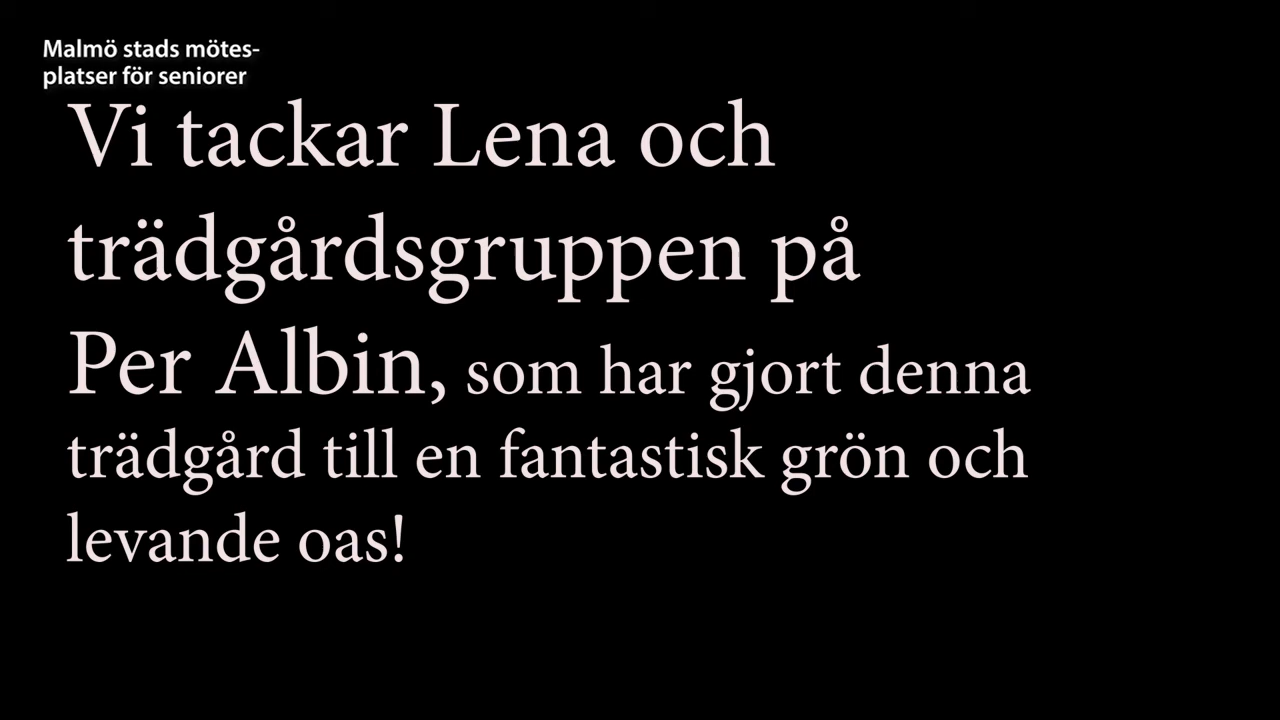 Malmö stads mötes-
platser för seniorer
Vi tackar Lena och
trädgårdsgruppen på
Per Albin, som har gjort denna
trädgård till en fantastisk grön och
levande oas!